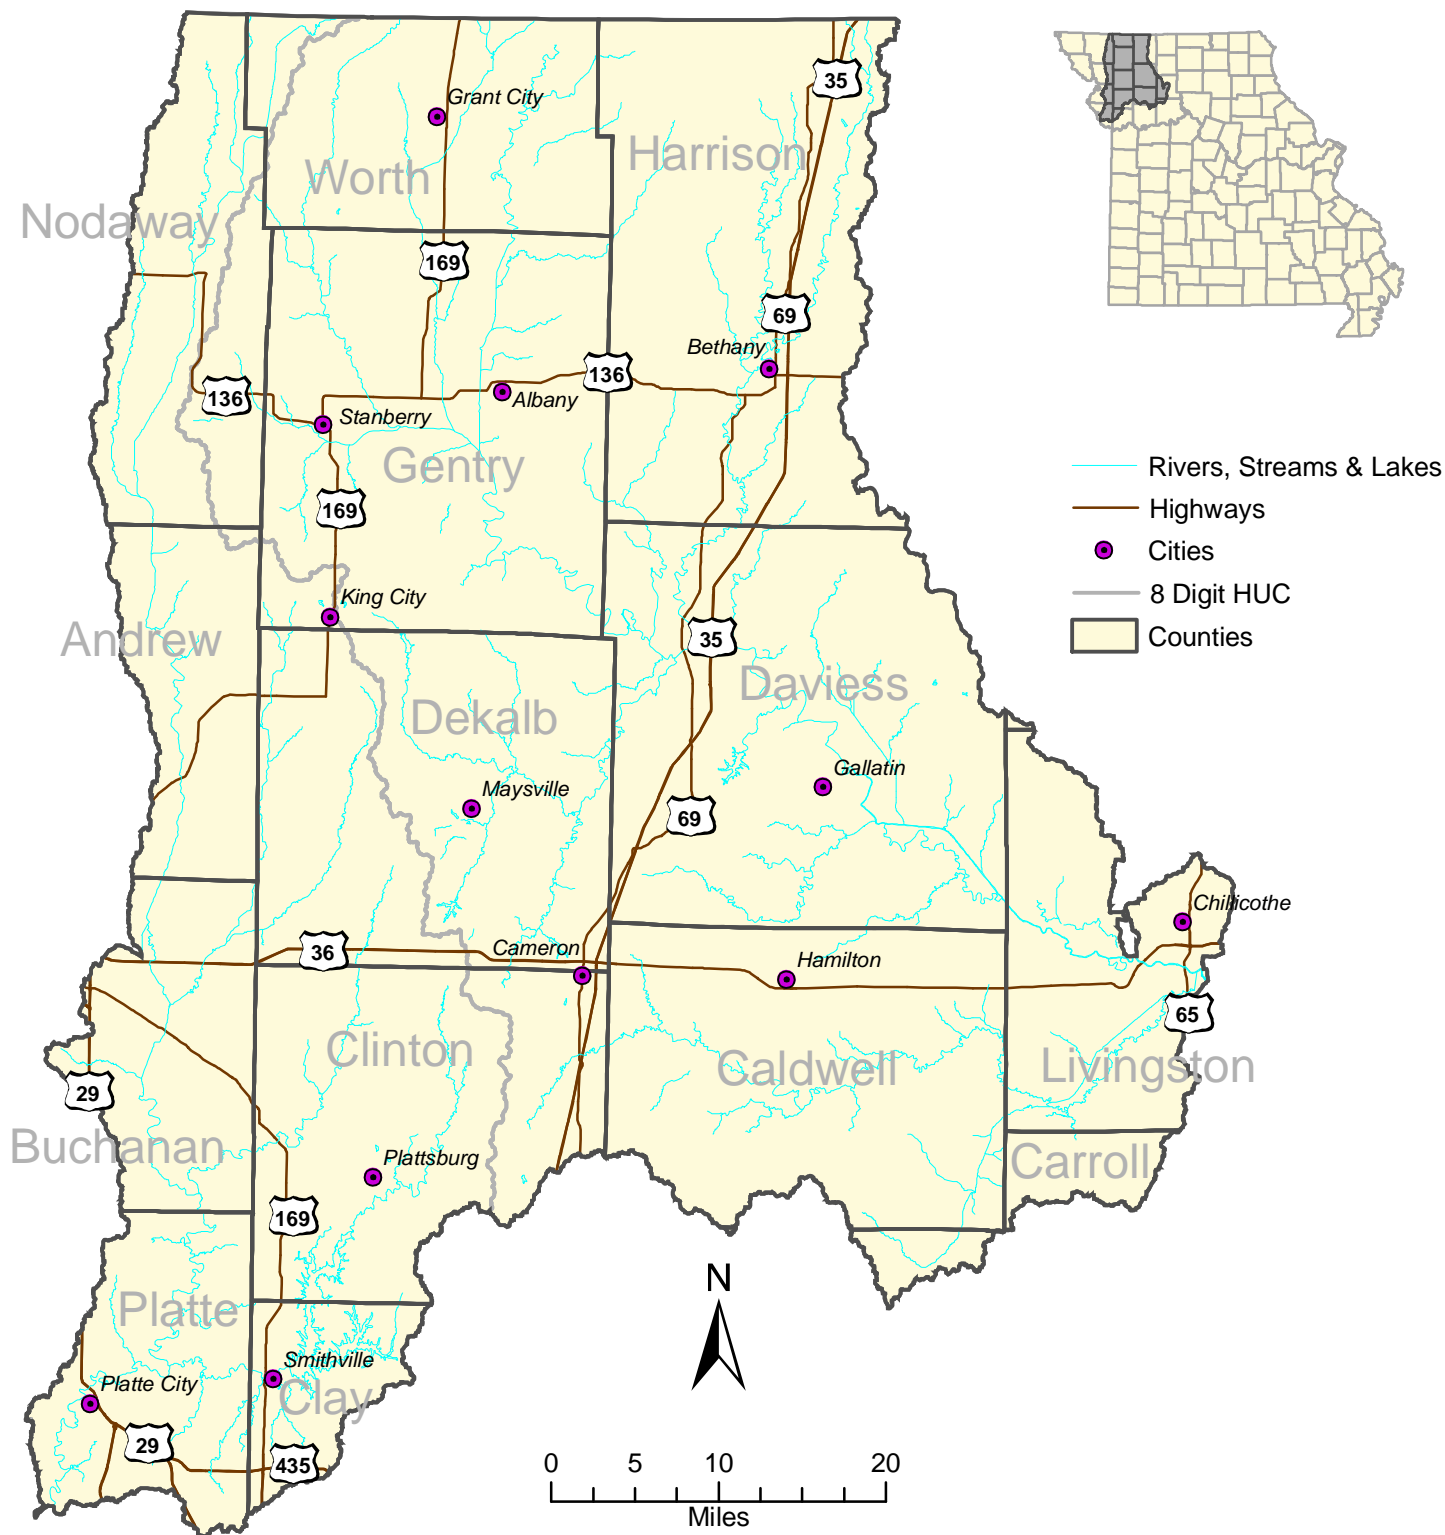 35
Grant City
Harrison
Worth
Nodaway
169
69
Bethany
136
136
Albany
Stanberry
Gentry
Rivers, Streams & Lakes
169
Highways
Cities
King City
8 Digit HUC
Andrew
35
Counties
Daviess
Dekalb
Gallatin
Maysville
69
Chillicothe
Cameron
36
Hamilton
65
Clinton
Caldwell
Livingston
29
Buchanan
Plattsburg
Carroll
169
N
Platte
Smithville
Platte City
Clay
29
435
0 5 10 20
Miles